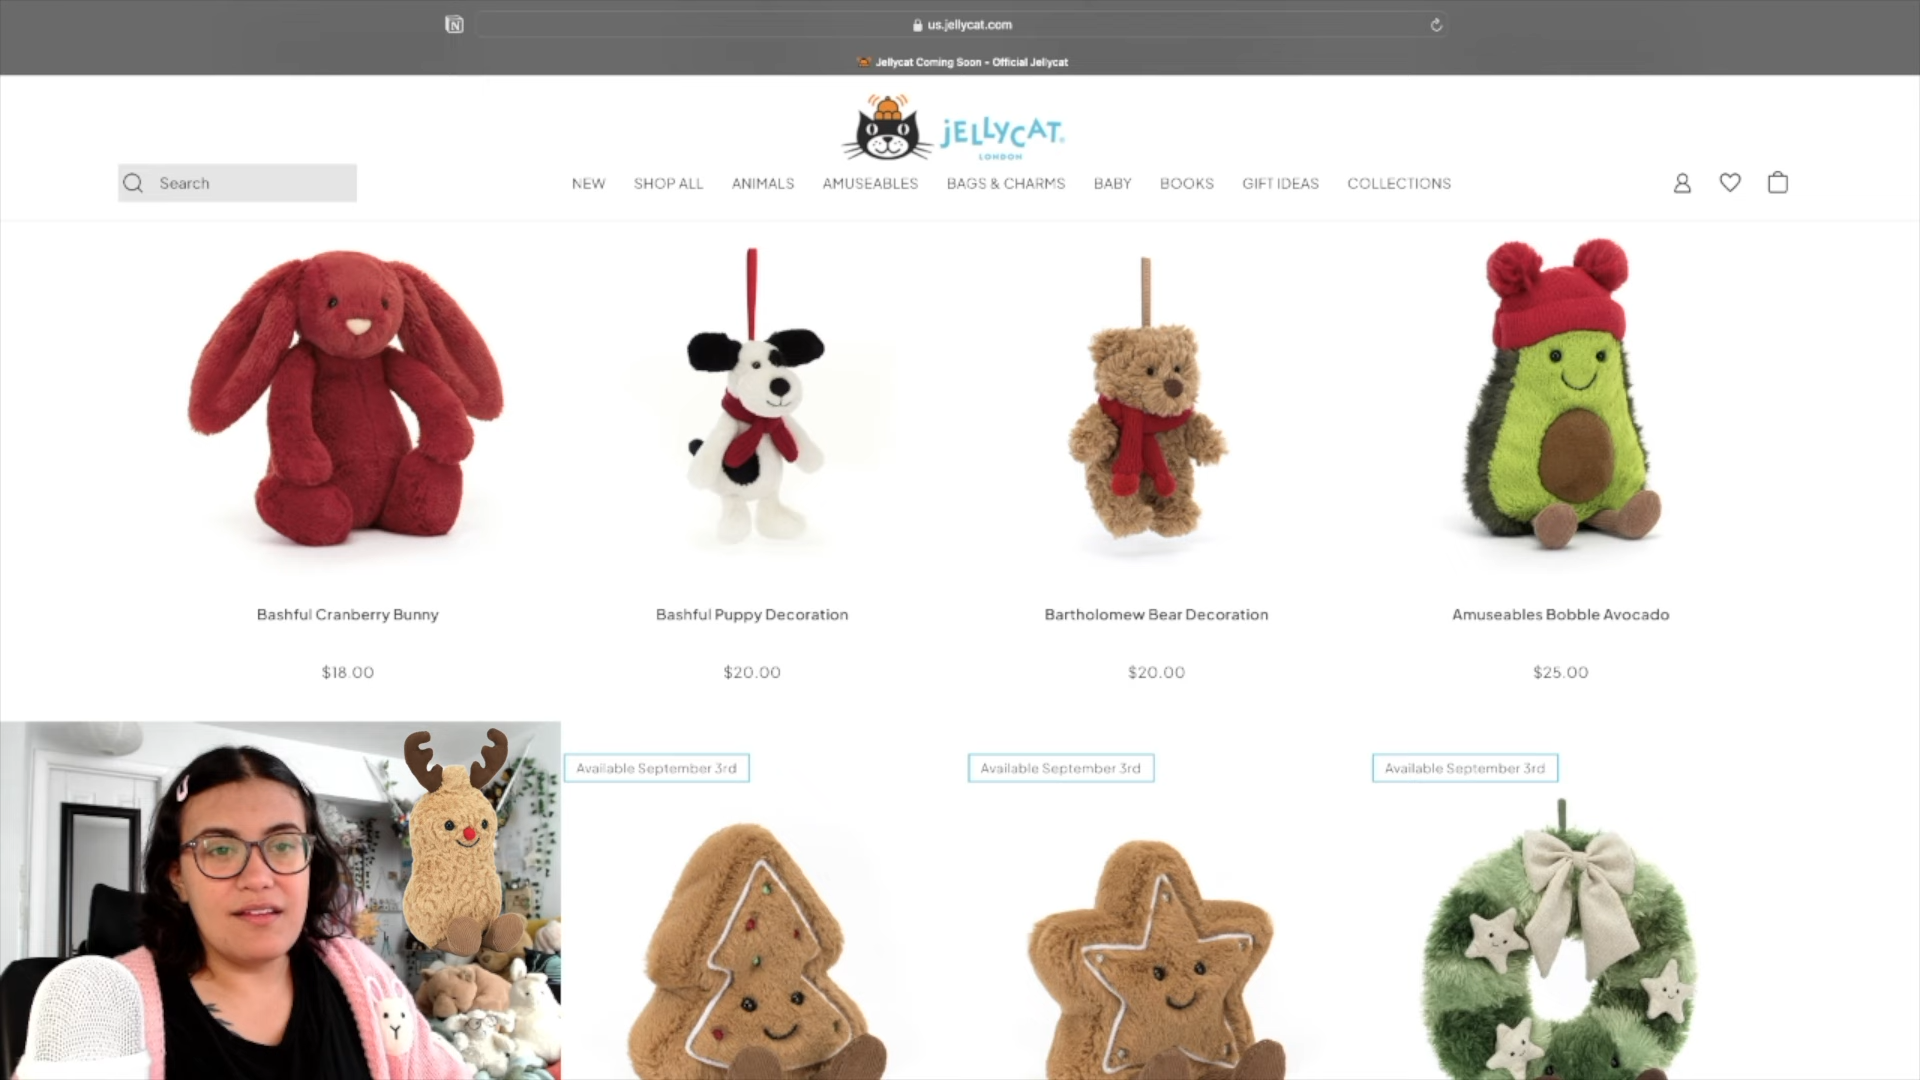 us.jellycat.com
Jellycat Coming Soon - Official Jellycat
JELLYCAT
LONDON
Search
NEW SHOP ALL ANIMALS AMUSEABLES BAGS & CHARMS BABY BOOKS GIFT IDEAS COLLECTIONS
Bashful Cranberry Bunny
Bashful Puppy Decoration
Bartholomew Bear Decoration
Amuseables Bobble Avocado
$18.00
$20.00
$20.00
$25.00
Available September 3rd
Available September 3rd
Available September 3rd